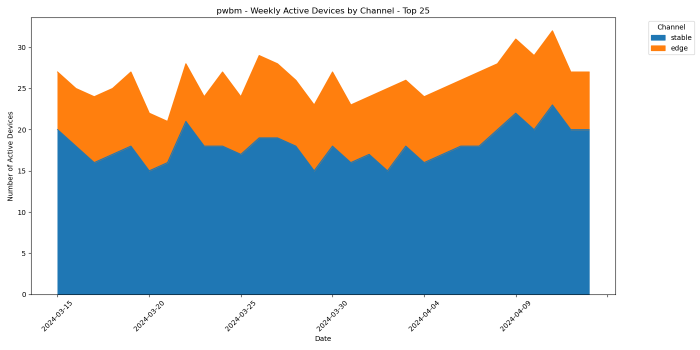 pwbm - Weekly Active Devices by Channel - Top 25
Channel
stable
edge
Number of Active Devices
30
25
20
15
10
5
0
2024-03-15
2024-03-20
2024-03-25
2024-03-30
2024-04-04
2024-04-09
Date